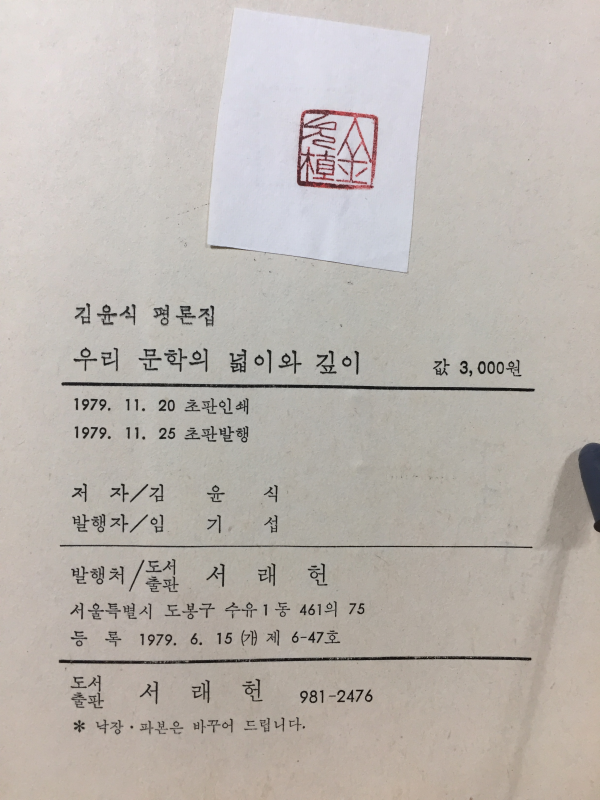 金允植
김윤식 평론집
우리 문학의 넓이와 깊이 값 3,000원
1979. 11. 20 초판인쇄
1979. 11. 25 초판발행
저 자/김 윤 식
발행자/임 기 섭
발행처/도서출판 서 래 헌
서울특별시 도봉구 수유1동 461의 75
등 록 1979. 6. 15 ㈎ 제 6-47호
도서출판 서 래 헌 981-2476
* 낙장·파본은 바꾸어 드립니다.